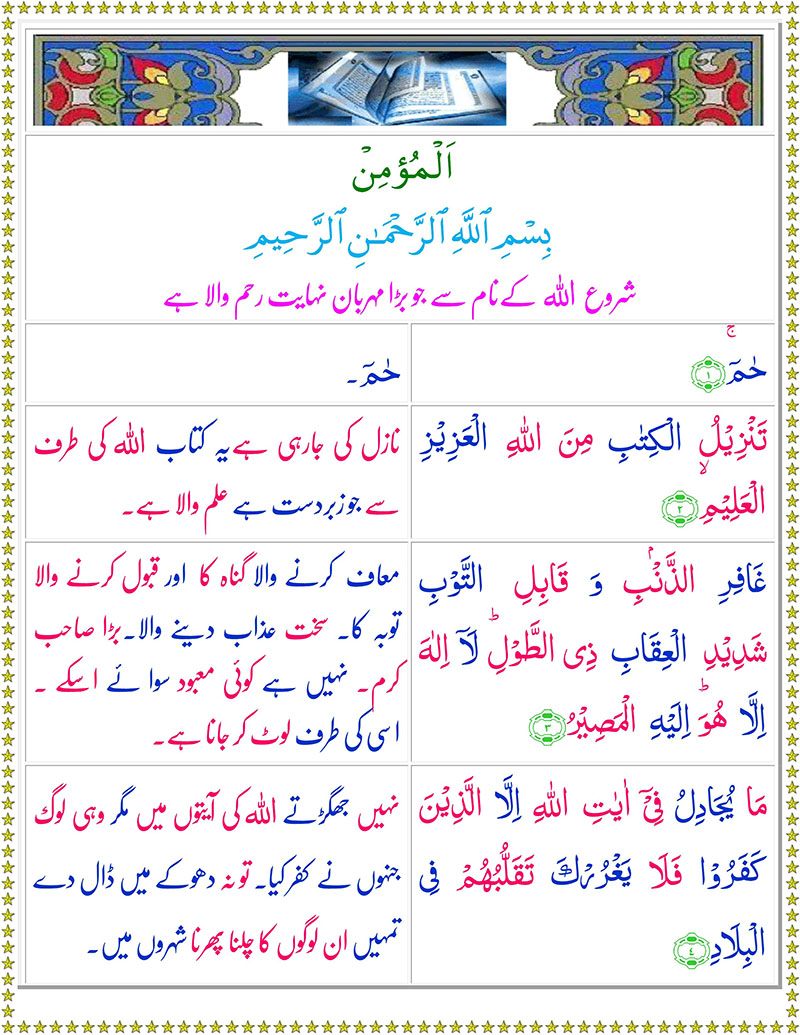 اَلْمُؤمِنْ
بِسْمِ ٱللَّهِ ٱلرَّحْمَـٰنِ ٱلرَّحِيمِ
شروع اللہ کے نام سے جو بڑا مہربان نہایت رحم والا ہے
حٰمٓ ۚ ﴿۱﴾
حٰمٓ۔
تَنْزِيْلُ الْكِتٰبِ مِنَ اللّٰهِ الْعَزِيْزِ
الْعَلِيْمِ ۙ ﴿۲﴾
نازل کی جارہی ہے یہ کتاب اللہ کی طرف
سے جو زبردست ہے علم والا ہے۔
غَافِرِ الذَّنْۢبِ وَ قَابِلِ التَّوْبِ
شَدِيْدِ الْعِقَابِ ذِى الطَّوْلِ ؕ لَاۤ اِلٰهَ
اِلَّا هُوَ ؕ اِلَيْهِ الْمَصِيْرُ ﴿۳﴾
معاف کرنے والا گناہ کا اور قبول کرنے والا
توبہ کا۔ سخت عذاب دینے والا۔ بڑا صاحب
کرم۔ نہیں ہے کوئی معبود سوائے اسکے ۔
اسی کی طرف لوٹ کر جانا ہے۔
مَا يُجَادِلُ فِىْۤ اٰيٰتِ اللّٰهِ اِلَّا الَّذِيْنَ
كَفَرُوْا فَلَا يَغْرُرْكَ تَقَلُّبُهُمْ فِى
الْبِلَادِ ﴿۴﴾
نہیں جھگڑتے اللہ کی آیتوں میں مگر وہی لوگ
جنہوں نے کفر کیا۔ تو نہ دھوکے میں ڈال دے
تمہیں ان لوگوں کا چلنا پھرنا شہروں میں۔